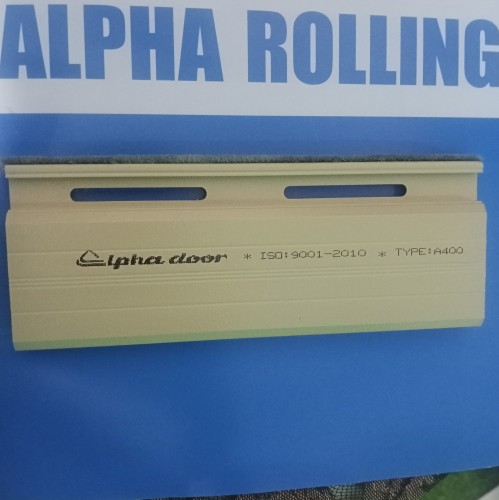 ALPHA ROLLING
Alpha door * ISO:9001-2010 * TYPE:A400